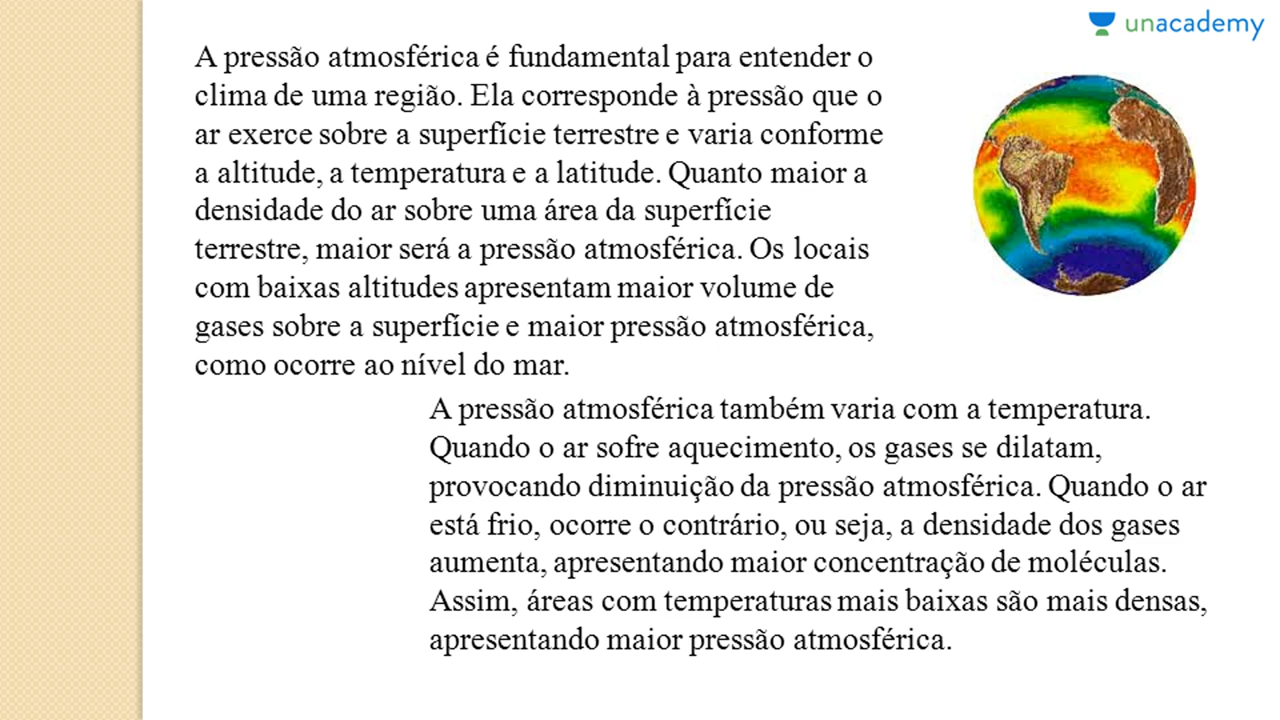 unacademy
A pressão atmosférica é fundamental para entender o
clima de uma região. Ela corresponde à pressão que o
ar exerce sobre a superfície terrestre e varia conforme
a altitude, a temperatura e a latitude. Quanto maior a
densidade do ar sobre uma área da superfície
terrestre, maior será a pressão atmosférica. Os locais
com baixas altitudes apresentam maior volume de
gases sobre a superfície e maior pressão atmosférica,
como ocorre ao nível do mar.
A pressão atmosférica também varia com a temperatura.
Quando o ar sofre aquecimento, os gases se dilatam,
provocando diminuição da pressão atmosférica. Quando o ar
está frio, ocorre o contrário, ou seja, a densidade dos gases
aumenta, apresentando maior concentração de moléculas.
Assim, áreas com temperaturas mais baixas são mais densas,
apresentando maior pressão atmosférica.